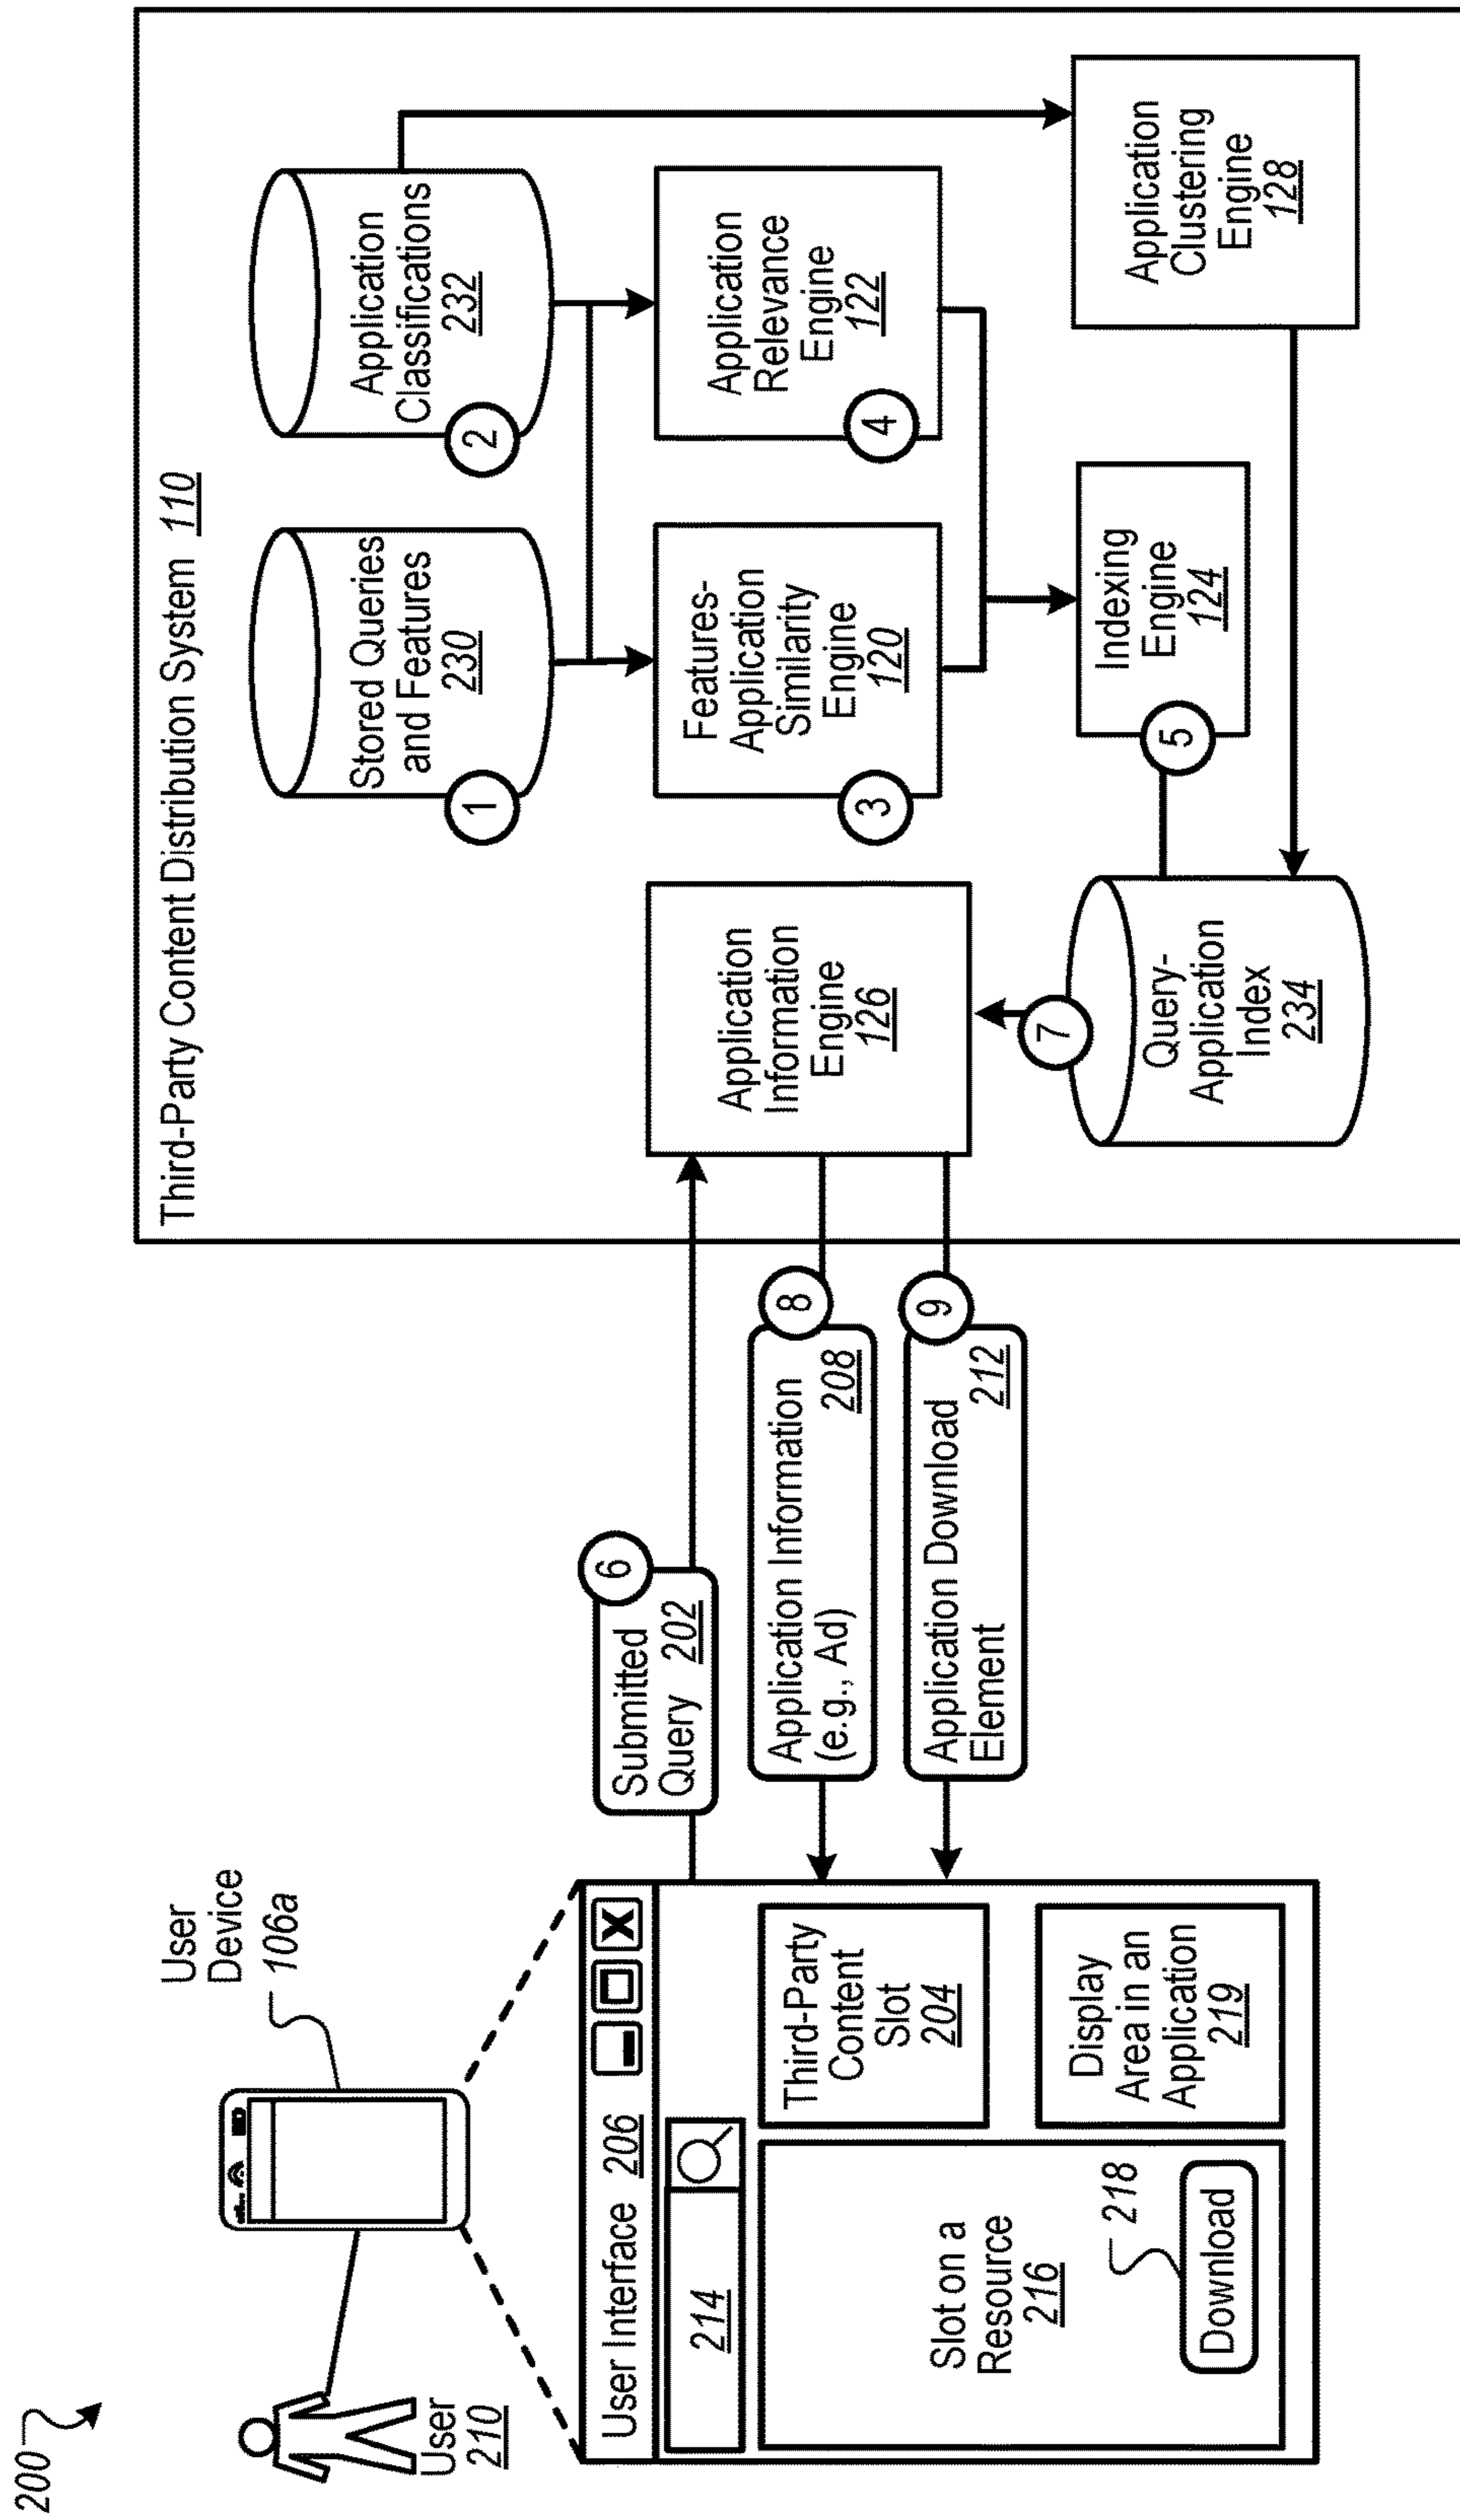 200
User
210
User
Device
106a
User Interface 206
214
Slot on a
Resource
216
218
Download
Third-Party
Content
Slot
204
Display
Area in an
Application
219
6
Submitted
Query 202
8
Application Information
(e.g., Ad) 208
9
Application Download
Element 212
Third-Party Content Distribution System 110
1
Stored Queries
and Features
230
2
Application
Classifications
232
3
Features-
Application
Similarity
Engine
120
4
Application
Relevance
Engine
122
Application
Information
Engine
126
5
Indexing
Engine
124
7
Query-
Application
Index
234
Application
Clustering
Engine
128